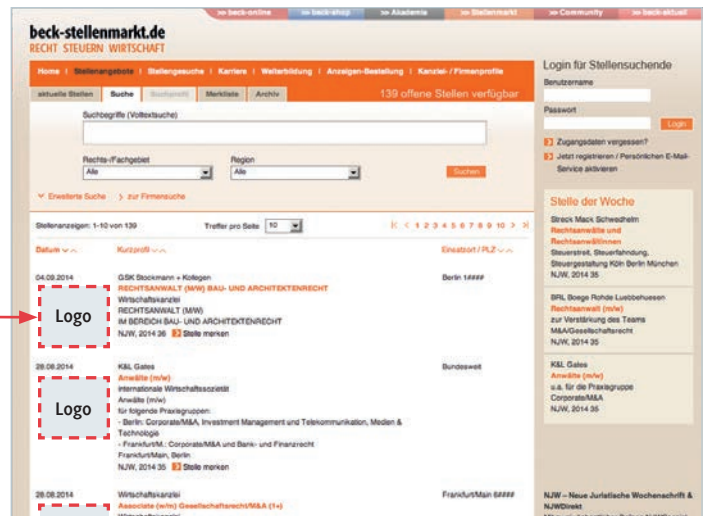 >> beck-online >> beck-shop >> Akademie >> Stellenmarkt >> Community >> beck-aktuell
beck-stellenmarkt.de
RECHT STEUERN WIRTSCHAFT
Home | Stellenangebote | Stellengesuche | Karriere | Weiterbildung | Anzeigen-Bestellung | Kanzlei- / Firmenprofile
aktuelle Stellen Suche Suchprofil Merkliste Archiv 139 offene Stellen verfügbar
Suchbegriffe (Volltextsuche)
Rechts-/Fachgebiet Region
Alle Alle Suchen
Erweiterte Suche > zur Firmensuche
Stellenanzeigen: 1-10 von 139 Treffer pro Seite 10 |< < 1 2 3 4 5 6 7 8 9 10 > >|
Datum Kurzprofil Einsatzort / PLZ
04.09.2014 GSK Stockmann + Kollegen Berlin 1####
RECHTSANWALT (M/W) BAU- UND ARCHITEKTENRECHT
Wirtschaftskanzlei
RECHTSANWALT (M/W)
IM BEREICH BAU- UND ARCHITEKTENRECHT
NJW, 2014 36 Stelle merken
Logo
28.08.2014 K&L Gates Bundesweit
Anwälte (m/w)
internationale Wirtschaftssozietät
Anwälte (m/w)
für folgende Praxisgruppen:
- Berlin: Corporate/M&A, Investment Management und Telekommunikation, Medien &
Technologie
- Frankfurt/M.: Corporate/M&A und Bank- und Finanzrecht
Frankfurt/Main, Berlin
NJW, 2014 35 Stelle merken
Logo
28.08.2014 Wirtschaftskanzlei Frankfurt/Main 6####
Associate (w/m) Gesellschaftsrecht/M&A (1+)
Login für Stellensuchende
Benutzername
Passwort
Login
Zugangsdaten vergessen?
Jetzt registrieren / Persönlichen E-Mail-
Service aktivieren
Stelle der Woche
Streck Mack Schwedhelm
Rechtsanwälte und
Rechtsanwältinnen
Steuerstreit, Steuerfahndung,
Steuergestaltung Köln Berlin München
NJW, 2014 35
BRL Boege Rohde Luebbehuesen
Rechtsanwalt (m/w)
zur Verstärkung des Teams
M&A/Gesellschaftsrecht
NJW, 2014 35
K&L Gates
Anwälte (m/w)
u.a. für die Praxisgruppe
Corporate/M&A
NJW, 2014 35
NJW – Neue Juristische Wochenschrift &
NJWDirekt